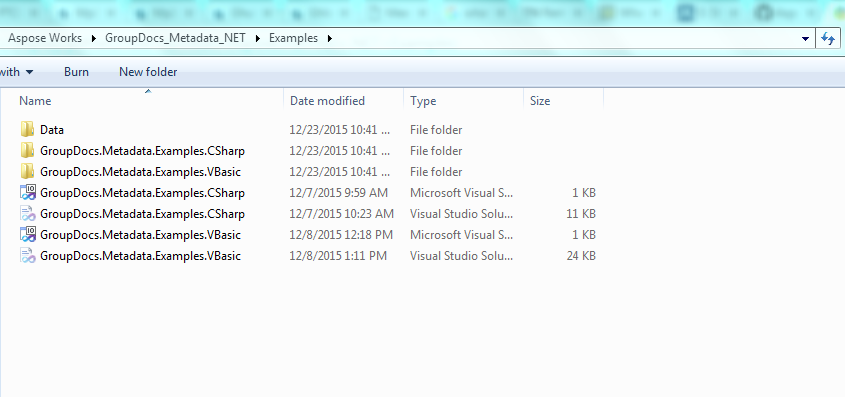 Aspose Works GroupDocs_Metadata_NET Examples
with Burn New folder
Name Date modified Type Size
Data 12/23/2015 10:41 ... File folder
GroupDocs.Metadata.Examples.CSharp 12/23/2015 10:41 ... File folder
GroupDocs.Metadata.Examples.VBasic 12/23/2015 10:41 ... File folder
GroupDocs.Metadata.Examples.CSharp 12/7/2015 9:59 AM Microsoft Visual S... 1 KB
GroupDocs.Metadata.Examples.CSharp 12/7/2015 10:23 AM Visual Studio Solu... 11 KB
GroupDocs.Metadata.Examples.VBasic 12/8/2015 12:18 PM Microsoft Visual S... 1 KB
GroupDocs.Metadata.Examples.VBasic 12/8/2015 1:11 PM Visual Studio Solu... 24 KB